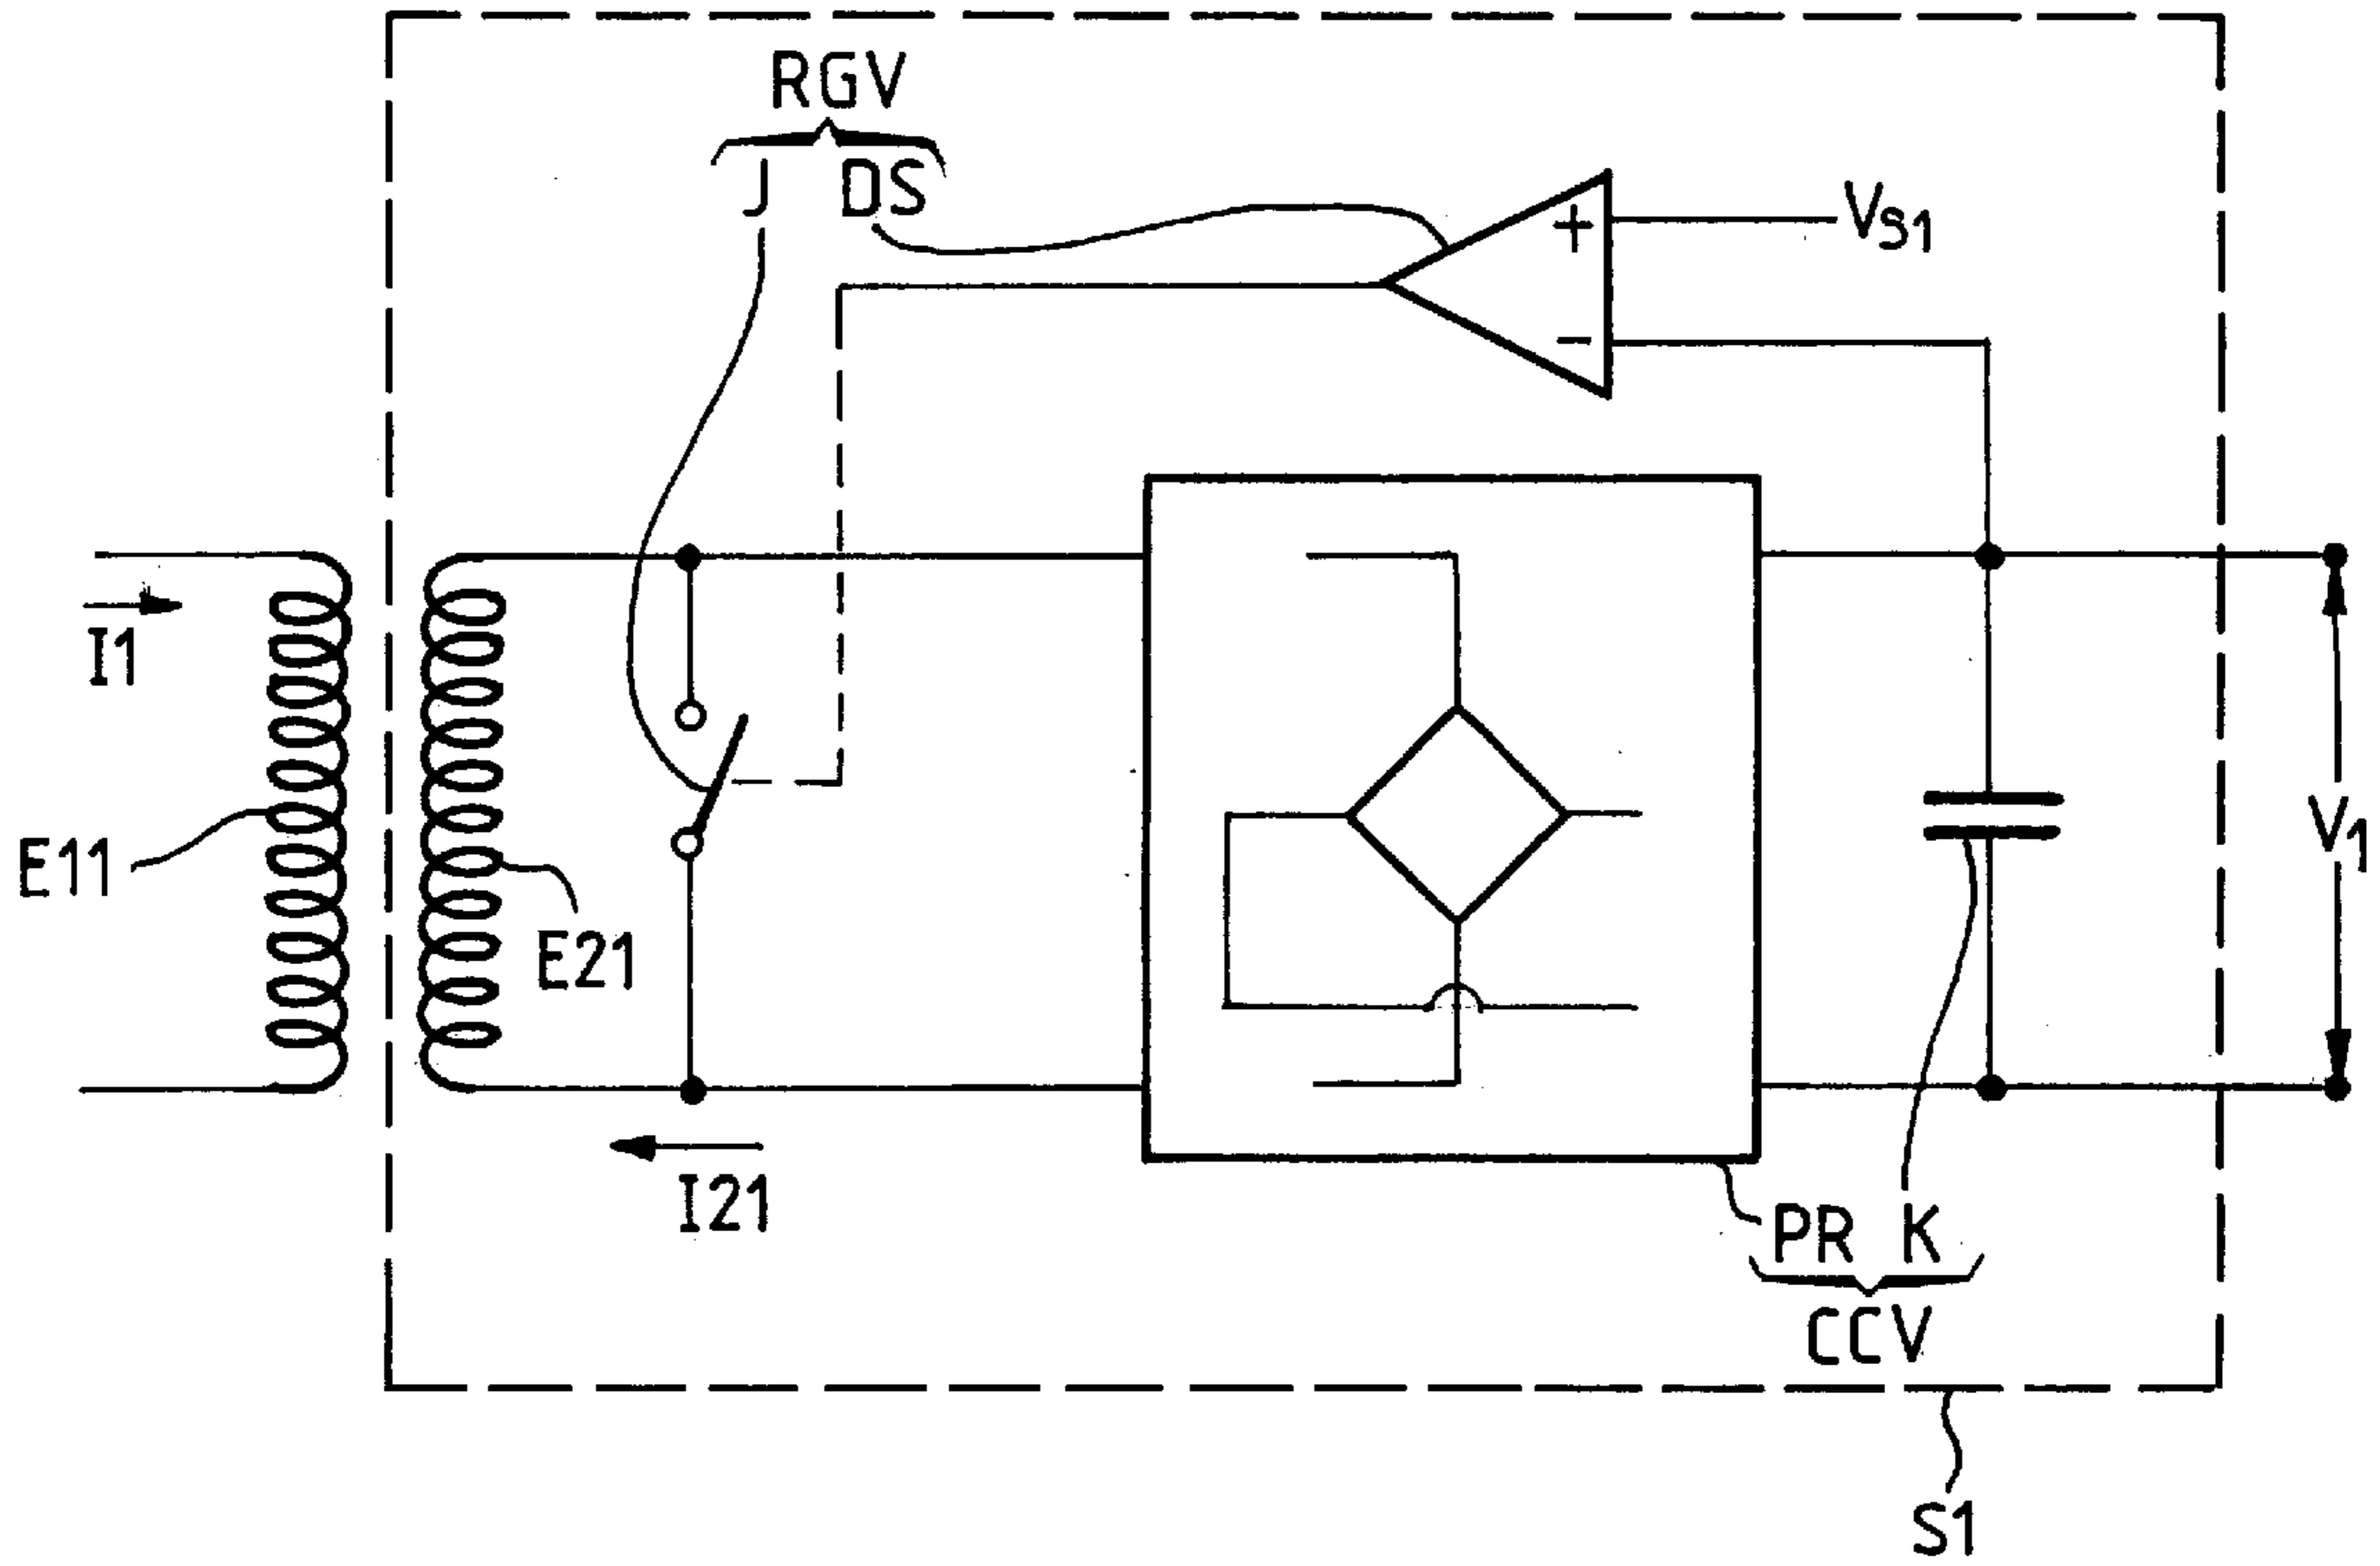 RGV
J DS
+ VS1
−
I1
V1
E11
E21
I21
PR K
CCV
S1